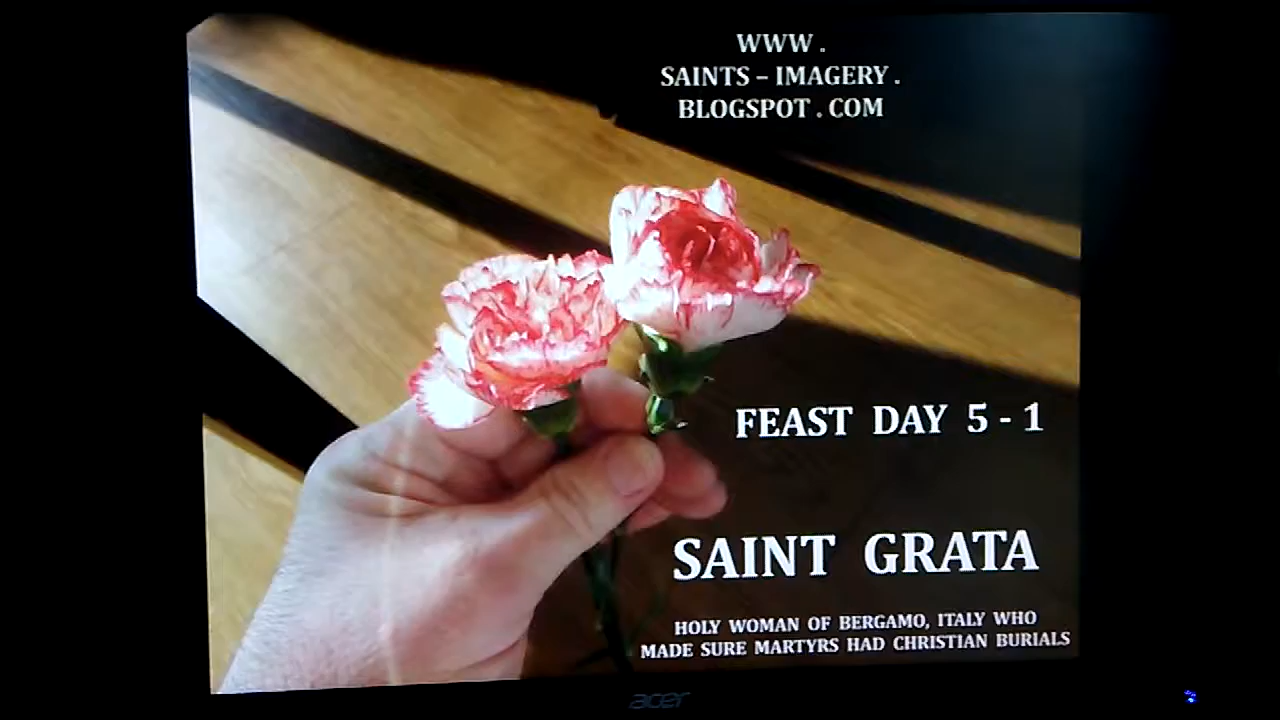 WWW .
SAINTS - IMAGERY .
BLOGSPOT . COM
FEAST DAY 5 - 1
SAINT GRATA
HOLY WOMAN OF BERGAMO, ITALY WHO
MADE SURE MARTYRS HAD CHRISTIAN BURIALS
acer